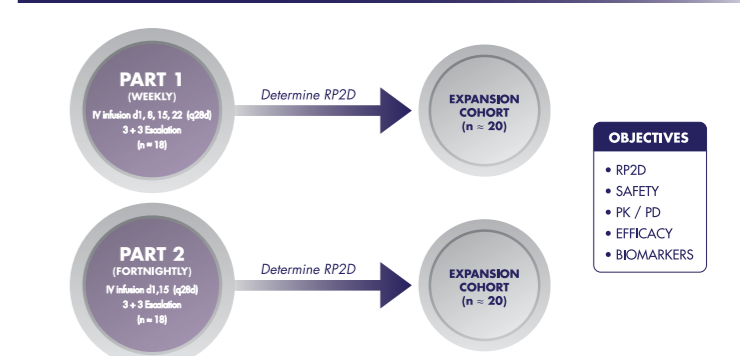 PART 1
(WEEKLY)
IV infusion d1, 8, 15, 22 (q28d)
3 + 3 Escalation
(n = 18)
Determine RP2D
EXPANSION
COHORT
(n ≈ 20)
PART 2
(FORTNIGHTLY)
IV infusion d1,15 (q28d)
3 + 3 Escalation
(n = 18)
Determine RP2D
EXPANSION
COHORT
(n ≈ 20)
OBJECTIVES
• RP2D
• SAFETY
• PK / PD
• EFFICACY
• BIOMARKERS